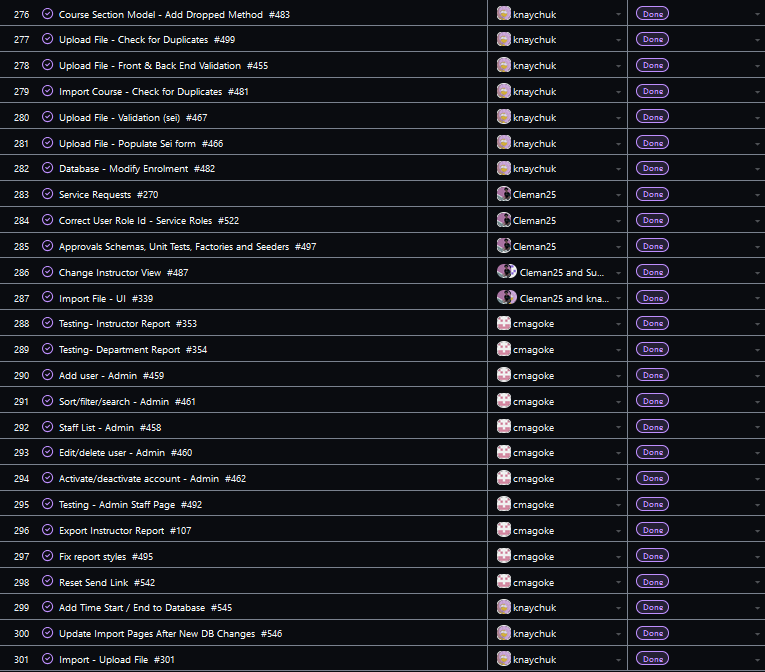 276 Course Section Model - Add Dropped Method #483 knaychuk Done
277 Upload File - Check for Duplicates #499 knaychuk Done
278 Upload File - Front & Back End Validation #455 knaychuk Done
279 Import Course - Check for Duplicates #481 knaychuk Done
280 Upload File - Validation (sei) #467 knaychuk Done
281 Upload File - Populate Sei form #466 knaychuk Done
282 Database - Modify Enrolment #482 knaychuk Done
283 Service Requests #270 Cleman25 Done
284 Correct User Role Id - Service Roles #522 Cleman25 Done
285 Approvals Schemas, Unit Tests, Factories and Seeders #497 Cleman25 Done
286 Change Instructor View #487 Cleman25 and Su... Done
287 Import File - UI #339 Cleman25 and kna... Done
288 Testing- Instructor Report #353 cmagoke Done
289 Testing- Department Report #354 cmagoke Done
290 Add user - Admin #459 cmagoke Done
291 Sort/filter/search - Admin #461 cmagoke Done
292 Staff List - Admin #458 cmagoke Done
293 Edit/delete user - Admin #460 cmagoke Done
294 Activate/deactivate account - Admin #462 cmagoke Done
295 Testing - Admin Staff Page #492 cmagoke Done
296 Export Instructor Report #107 cmagoke Done
297 Fix report styles #495 cmagoke Done
298 Reset Send Link #542 cmagoke Done
299 Add Time Start / End to Database #545 knaychuk Done
300 Update Import Pages After New DB Changes #546 knaychuk Done
301 Import - Upload File #301 knaychuk Done